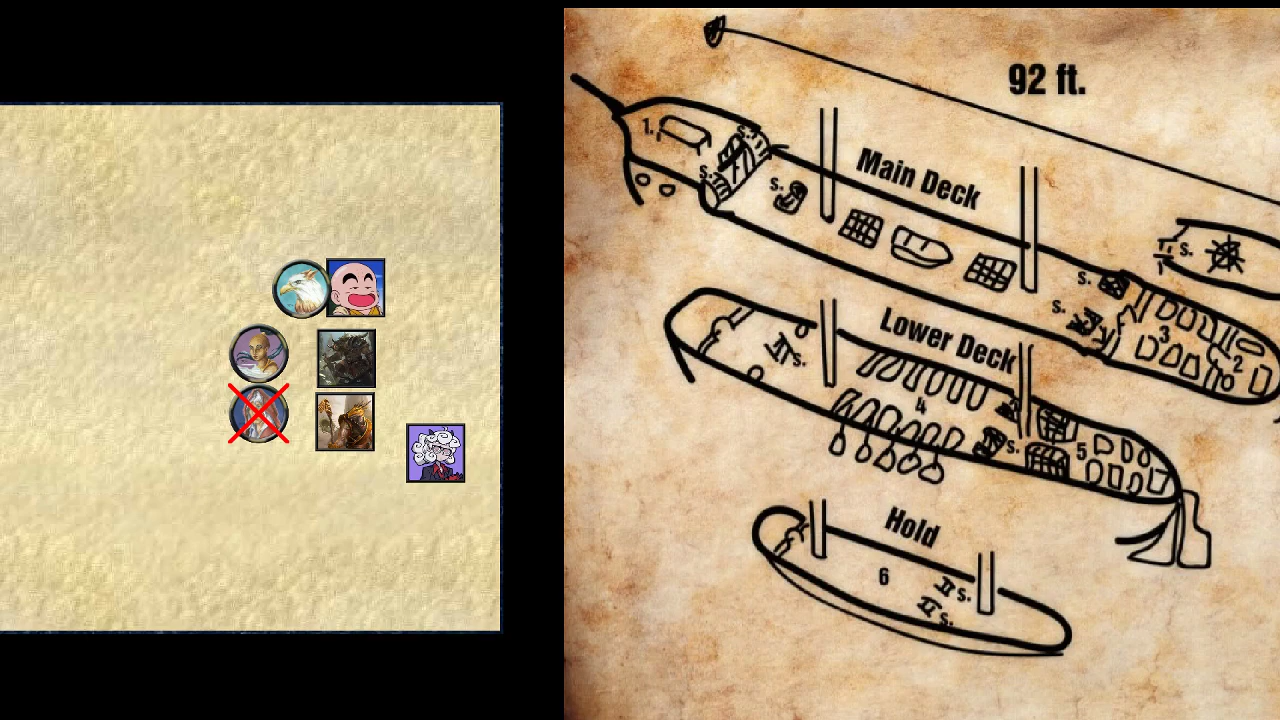 92 ft.
1.
s.
s.
s.
Main Deck
s.
s.
s.
3
2
Lower Deck
s.
4
s.
5
Hold
6
s.
s.